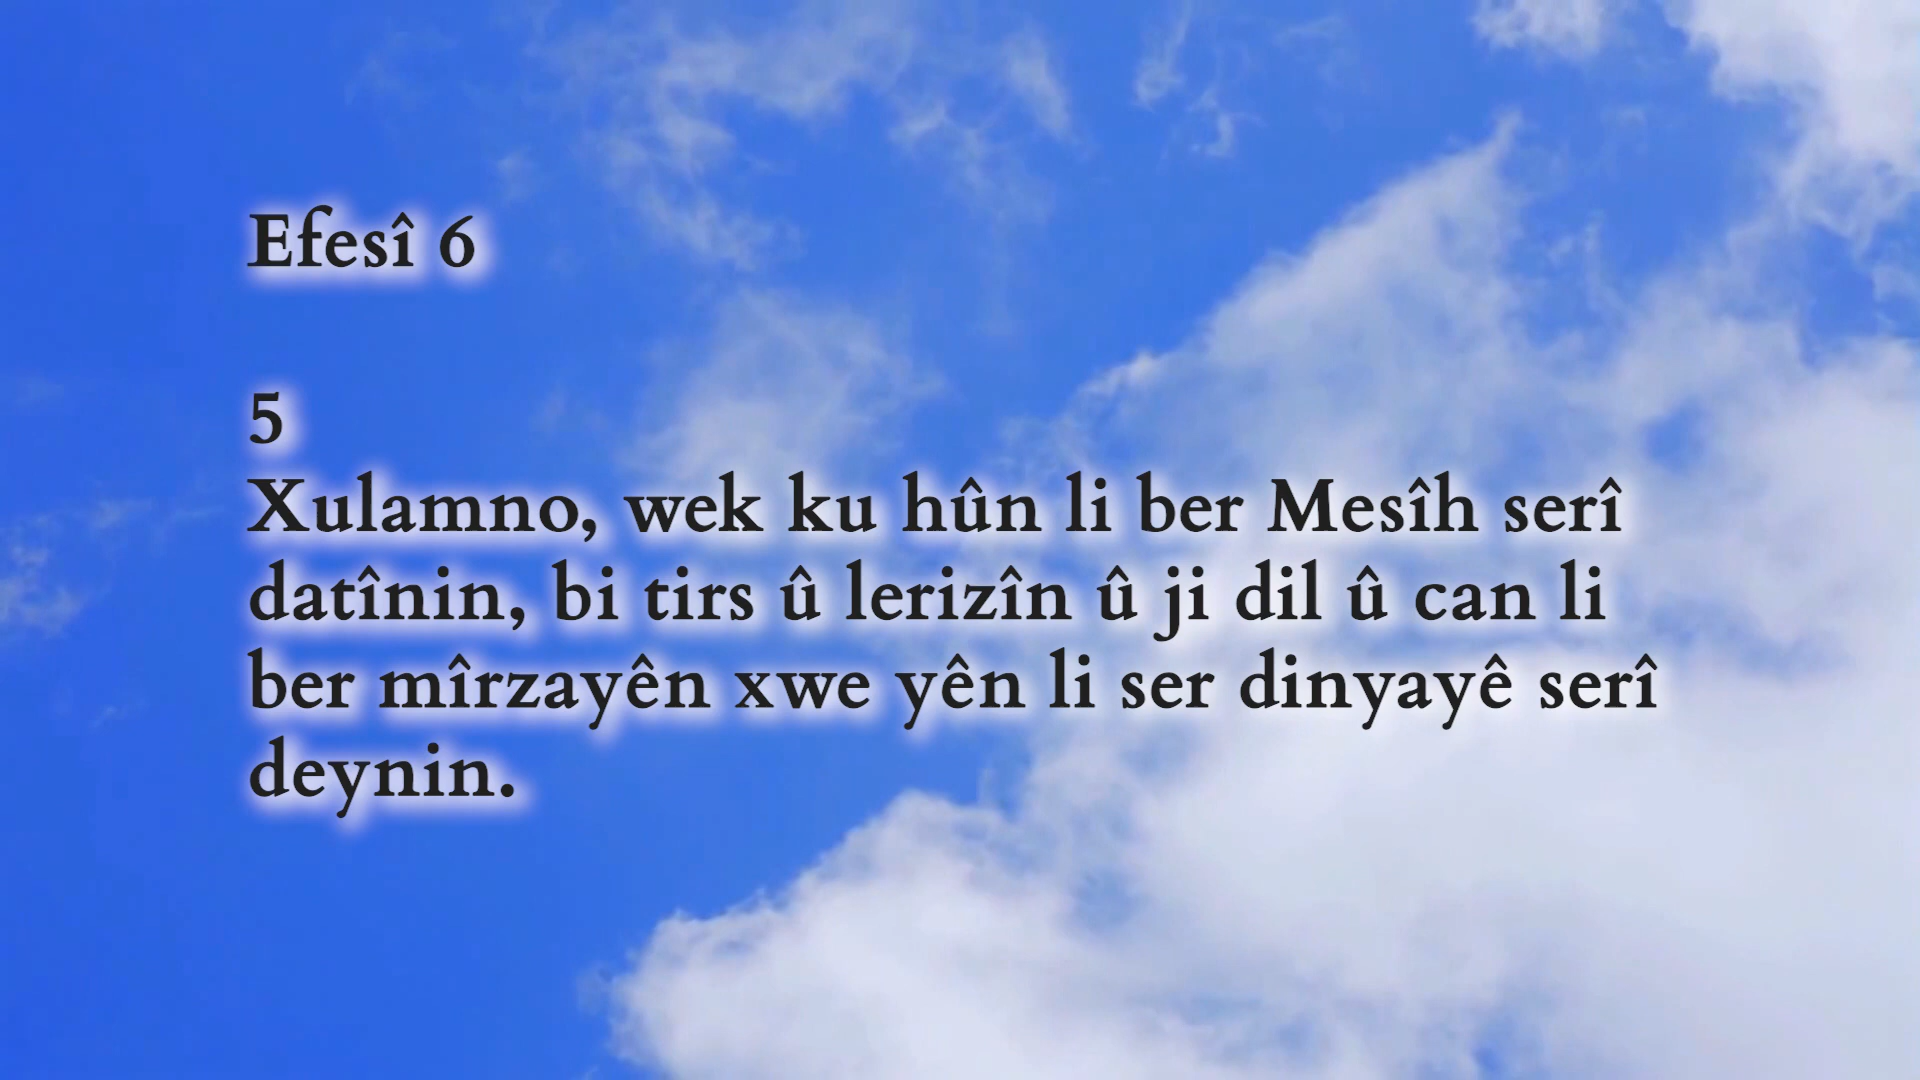 Efesî 6
5
Xulamno, wek ku hûn li ber Mesîh serî
datînin, bi tirs û lerizîn û ji dil û can li
ber mîrzayên xwe yên li ser dinyayê serî
deynin.